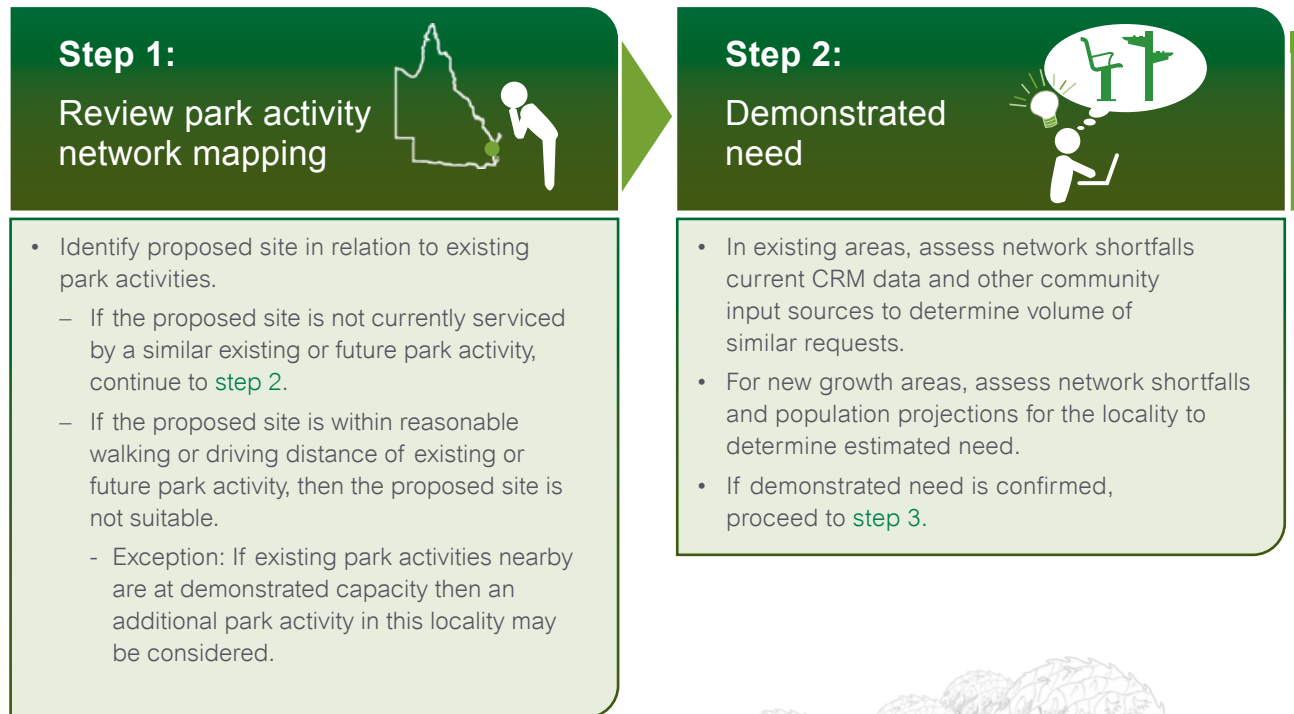 Step 1:
Review park activity
network mapping
• Identify proposed site in relation to existing
park activities.
– If the proposed site is not currently serviced
by a similar existing or future park activity,
continue to step 2.
– If the proposed site is within reasonable
walking or driving distance of existing or
future park activity, then the proposed site is
not suitable.
- Exception: If existing park activities nearby
are at demonstrated capacity then an
additional park activity in this locality may
be considered.
Step 2:
Demonstrated
need
• In existing areas, assess network shortfalls
current CRM data and other community
input sources to determine volume of
similar requests.
• For new growth areas, assess network shortfalls
and population projections for the locality to
determine estimated need.
• If demonstrated need is confirmed,
proceed to step 3.